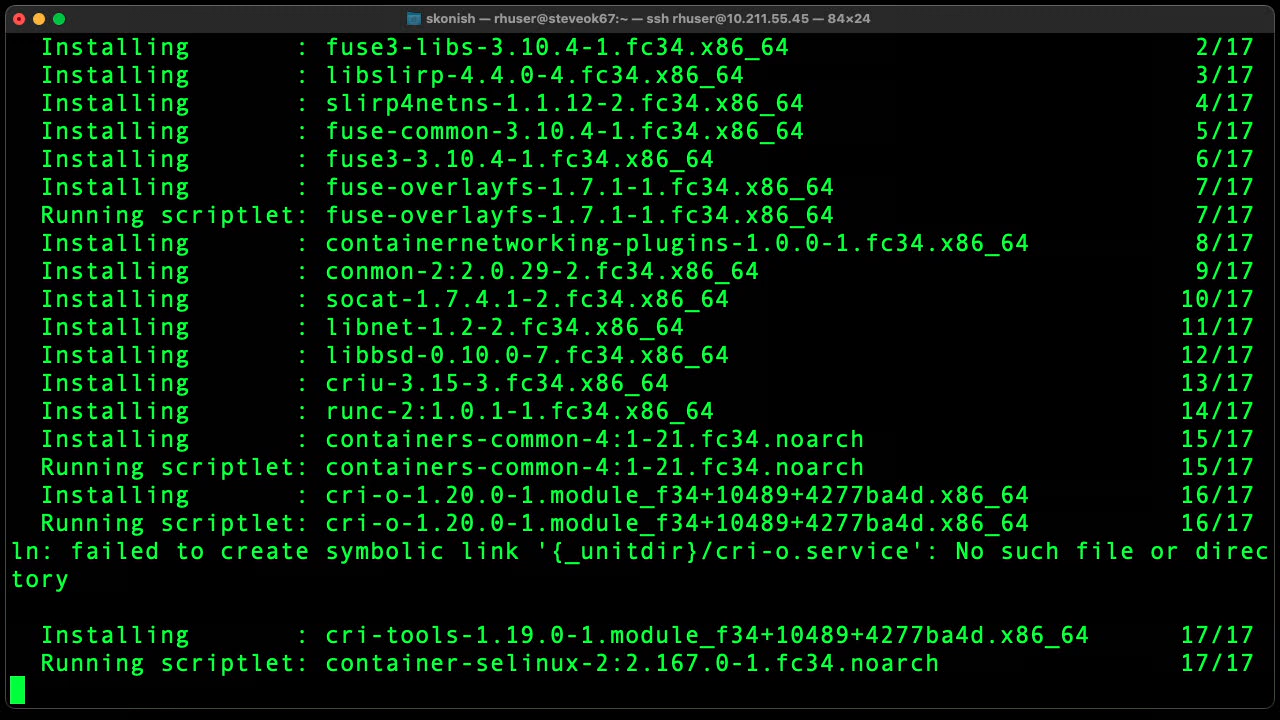 skonish — rhuser@steveok67:~ — ssh rhuser@10.211.55.45 — 84×24
Installing : fuse3-libs-3.10.4-1.fc34.x86_64 2/17
Installing : libslirp-4.4.0-4.fc34.x86_64 3/17
Installing : slirp4netns-1.1.12-2.fc34.x86_64 4/17
Installing : fuse-common-3.10.4-1.fc34.x86_64 5/17
Installing : fuse3-3.10.4-1.fc34.x86_64 6/17
Installing : fuse-overlayfs-1.7.1-1.fc34.x86_64 7/17
Running scriptlet: fuse-overlayfs-1.7.1-1.fc34.x86_64 7/17
Installing : containernetworking-plugins-1.0.0-1.fc34.x86_64 8/17
Installing : conmon-2:2.0.29-2.fc34.x86_64 9/17
Installing : socat-1.7.4.1-2.fc34.x86_64 10/17
Installing : libnet-1.2-2.fc34.x86_64 11/17
Installing : libbsd-0.10.0-7.fc34.x86_64 12/17
Installing : criu-3.15-3.fc34.x86_64 13/17
Installing : runc-2:1.0.1-1.fc34.x86_64 14/17
Installing : containers-common-4:1-21.fc34.noarch 15/17
Running scriptlet: containers-common-4:1-21.fc34.noarch 15/17
Installing : cri-o-1.20.0-1.module_f34+10489+4277ba4d.x86_64 16/17
Running scriptlet: cri-o-1.20.0-1.module_f34+10489+4277ba4d.x86_64 16/17
ln: failed to create symbolic link '{_unitdir}/cri-o.service': No such file or direc
tory
Installing : cri-tools-1.19.0-1.module_f34+10489+4277ba4d.x86_64 17/17
Running scriptlet: container-selinux-2:2.167.0-1.fc34.noarch 17/17